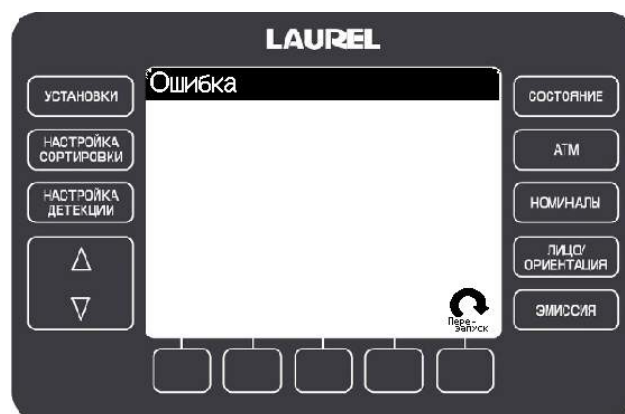 LAUREL
Ошибка
УСТАНОВКИ
НАСТРОЙКА
СОРТИРОВКИ
НАСТРОЙКА
ДЕТЕКЦИИ
СОСТОЯНИЕ
АТМ
НОМИНАЛЫ
ЛИЦО/
ОРИЕНТАЦИЯ
ЭМИССИЯ
Пере-
запуск